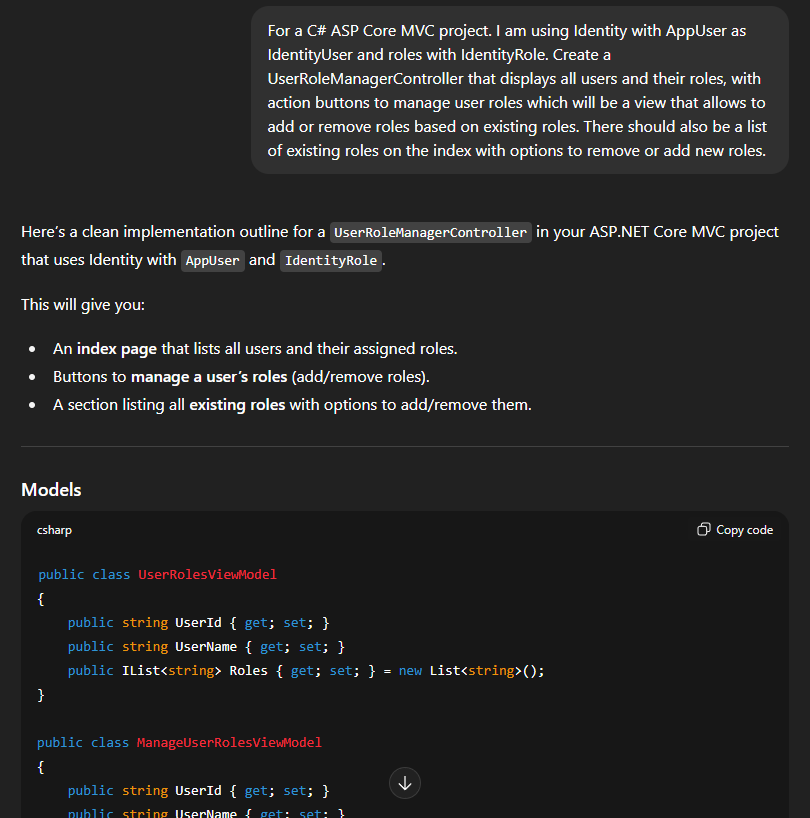 For a C# ASP Core MVC project. I am using Identity with AppUser as
IdentityUser and roles with IdentityRole. Create a
UserRoleManagerController that displays all users and their roles, with
action buttons to manage user roles which will be a view that allows to
add or remove roles based on existing roles. There should also be a list
of existing roles on the index with options to remove or add new roles.
Here's a clean implementation outline for a UserRoleManagerController in your ASP.NET Core MVC project
that uses Identity with AppUser and IdentityRole.
This will give you:
• An index page that lists all users and their assigned roles.
• Buttons to manage a user's roles (add/remove roles).
• A section listing all existing roles with options to add/remove them.
Models
csharp Copy code
public class UserRolesViewModel
{
    public string UserId { get; set; }
    public string UserName { get; set; }
    public IList<string> Roles { get; set; } = new List<string>();
}
public class ManageUserRolesViewModel
{
    public string UserId { get; set; }
    public string UserName { get; set; }